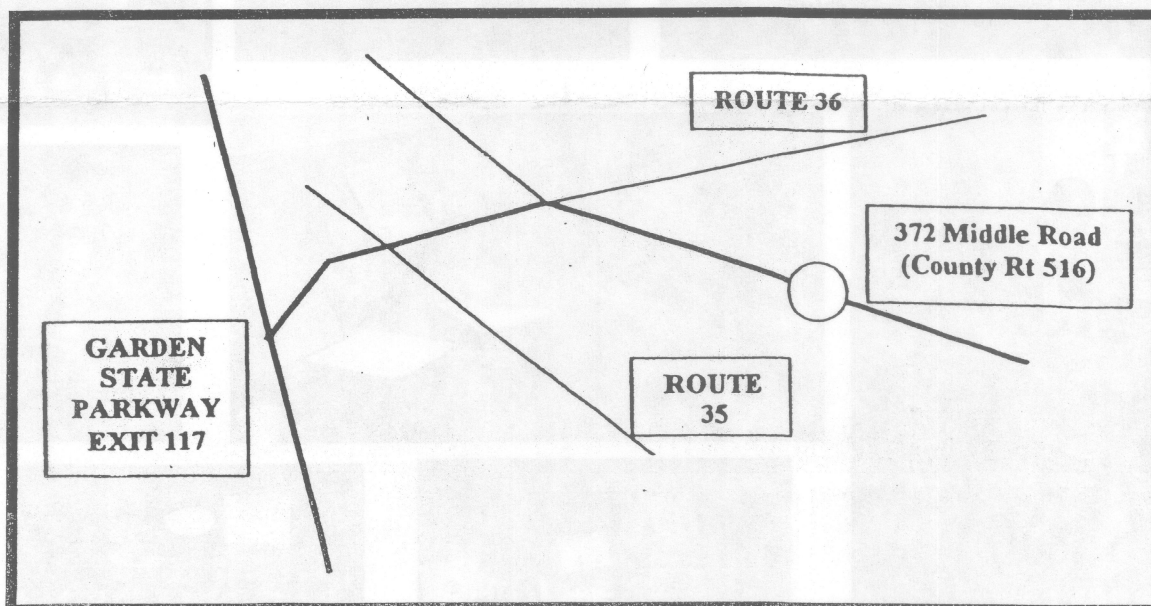 ROUTE 36
372 Middle Road
(County Rt 516)
GARDEN
STATE
PARKWAY
EXIT 117
ROUTE
35